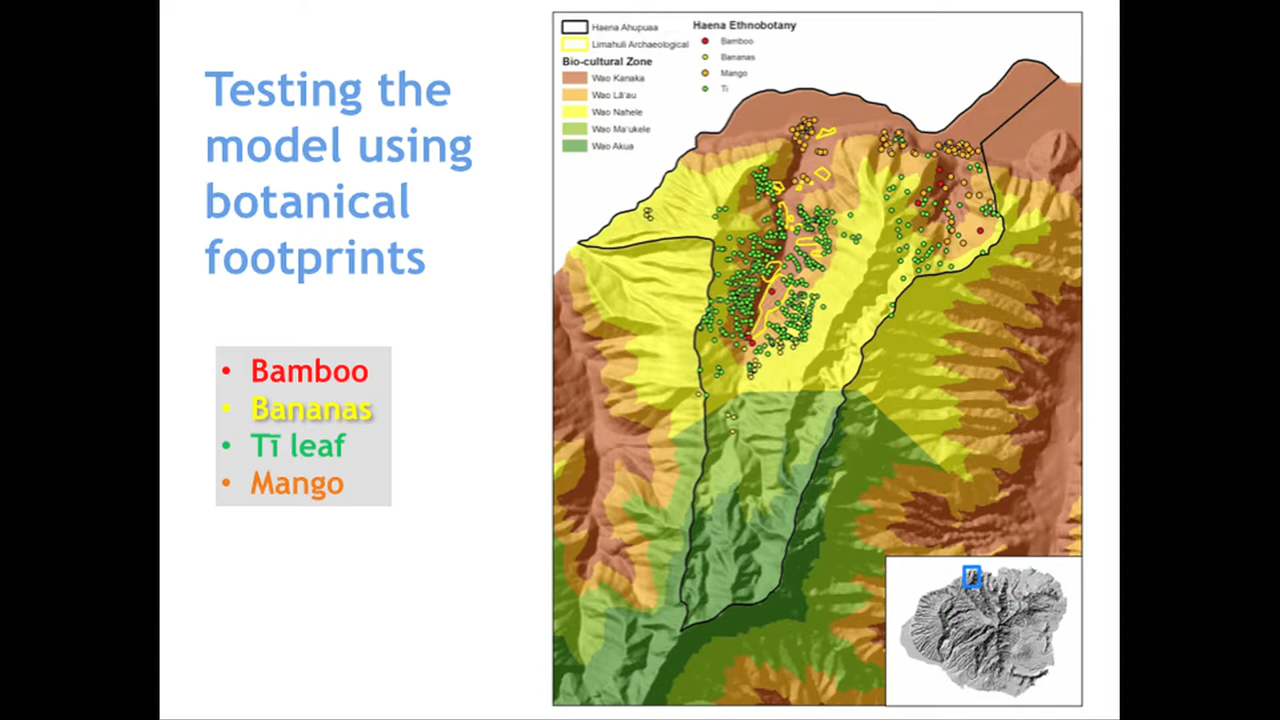 Testing the
model using
botanical
footprints
• Bamboo
• Bananas
• Tī leaf
• Mango
Haena Ahupuaa
Limahuli Archaeological
Bio-cultural Zone
Wao Kanaka
Wao Lā'au
Wao Nahele
Wao Ma'ukele
Wao Akua
Haena Ethnobotany
Bamboo
Bananas
Mango
Ti